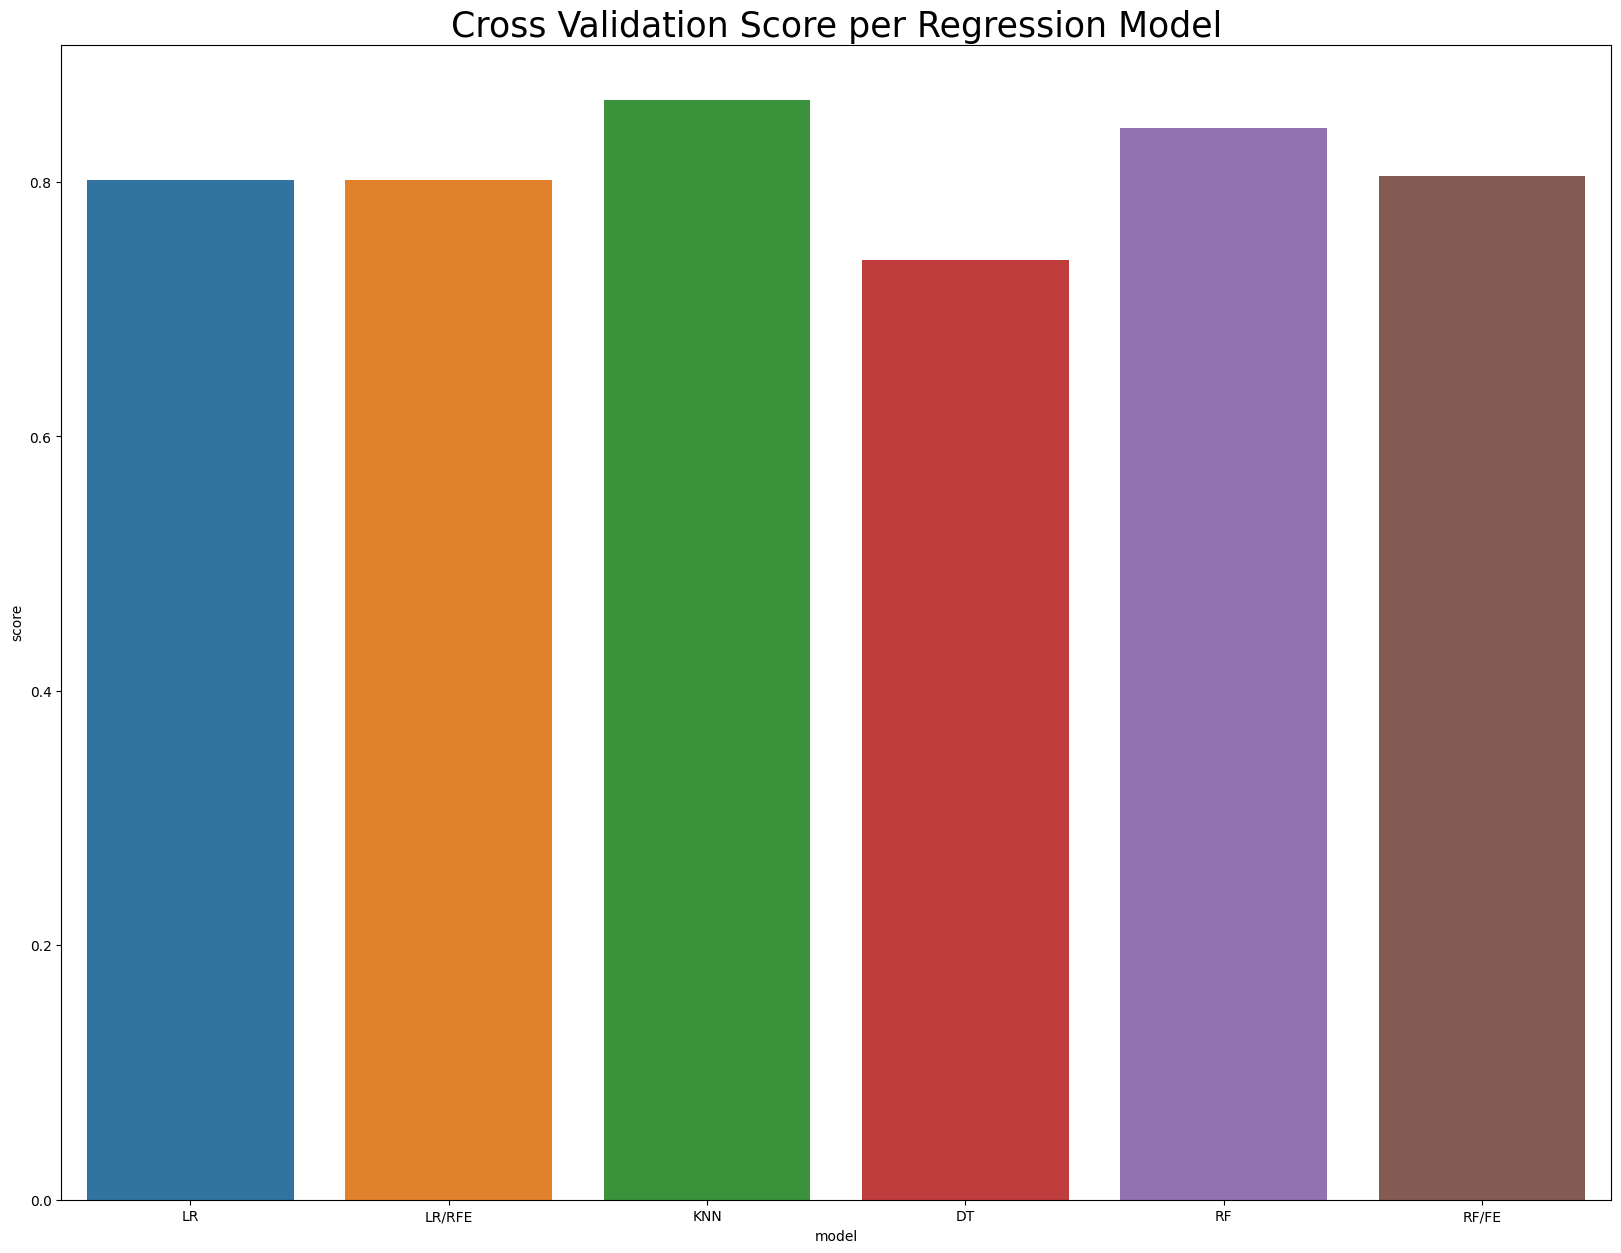 Cross Validation Score per Regression Model
score
0.8
0.6
0.4
0.2
0.0
LR LR/RFE KNN DT RF RF/FE
model